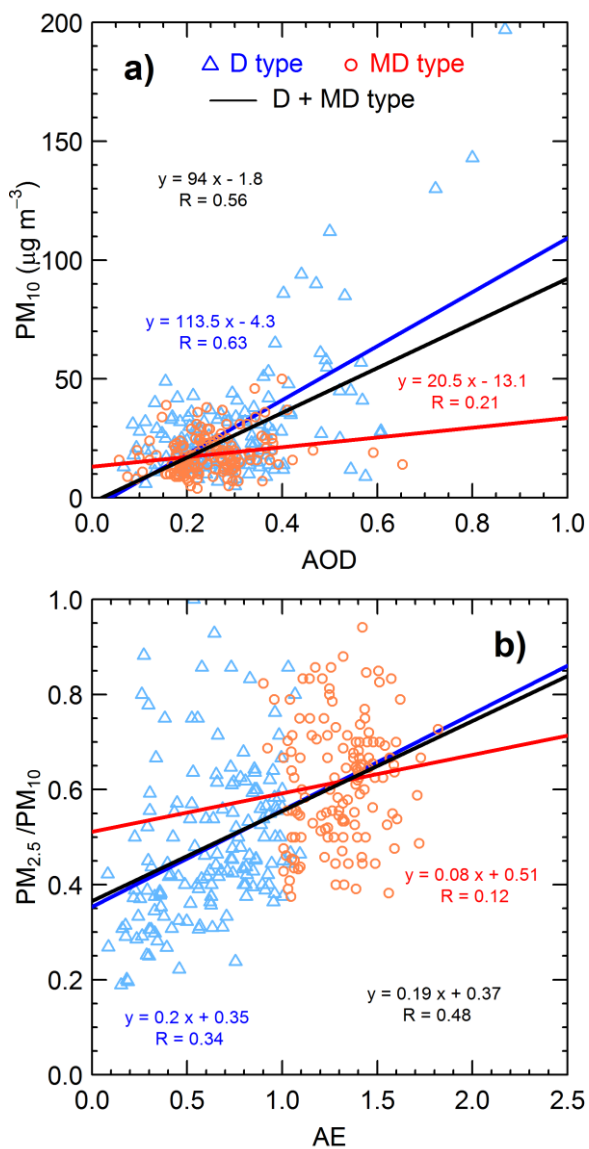 200
a)
D type
MD type
D + MD type
150
y = 94 x - 1.8
R = 0.56
PM₁₀ (μg m⁻³)
100
y = 113.5 x - 4.3
R = 0.63
50
y = 20.5 x - 13.1
R = 0.21
0
0.0 0.2 0.4 0.6 0.8 1.0
AOD
1.0
b)
0.8
PM₂.₅ /PM₁₀
0.6
0.4
y = 0.08 x + 0.51
R = 0.12
0.2
y = 0.2 x + 0.35
R = 0.34
y = 0.19 x + 0.37
R = 0.48
0.0
0.0 0.5 1.0 1.5 2.0 2.5
AE